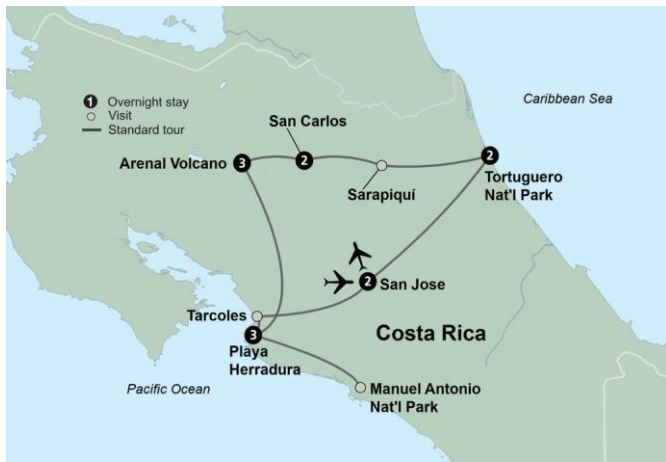 Caribbean Sea
1 Overnight stay
Visit
Standard tour
San Carlos
2
Arenal Volcano
3
Sarapiquí
2
Tortuguero
Nat'l Park
2
San Jose
Tarcoles
3
Playa
Herradura
Costa Rica
Pacific Ocean
Manuel Antonio
Nat'l Park